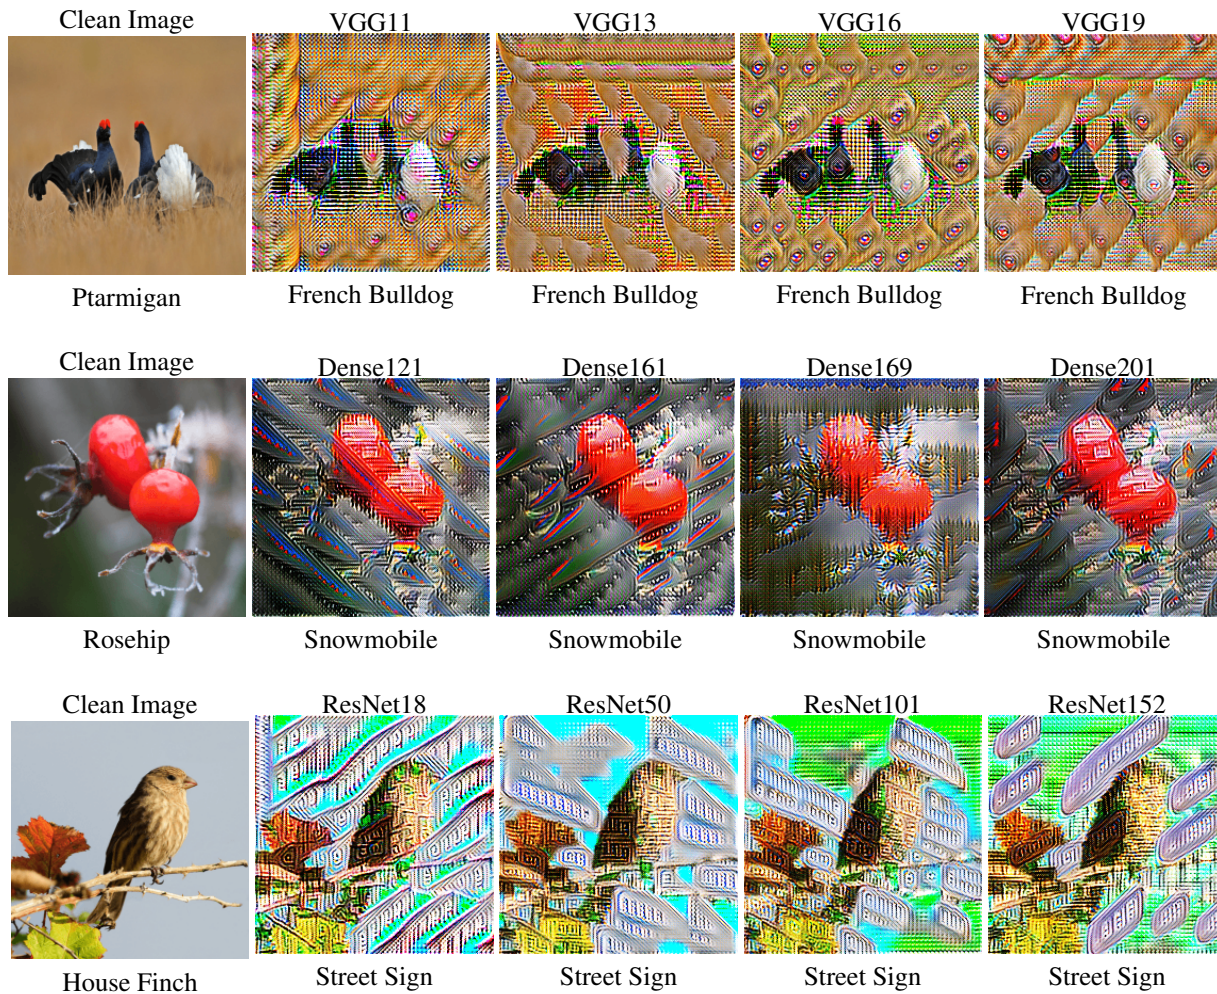 Clean Image VGG11 VGG13 VGG16 VGG19
Ptarmigan French Bulldog French Bulldog French Bulldog French Bulldog
Clean Image Dense121 Dense161 Dense169 Dense201
Rosehip Snowmobile Snowmobile Snowmobile Snowmobile
Clean Image ResNet18 ResNet50 ResNet101 ResNet152
House Finch Street Sign Street Sign Street Sign Street Sign